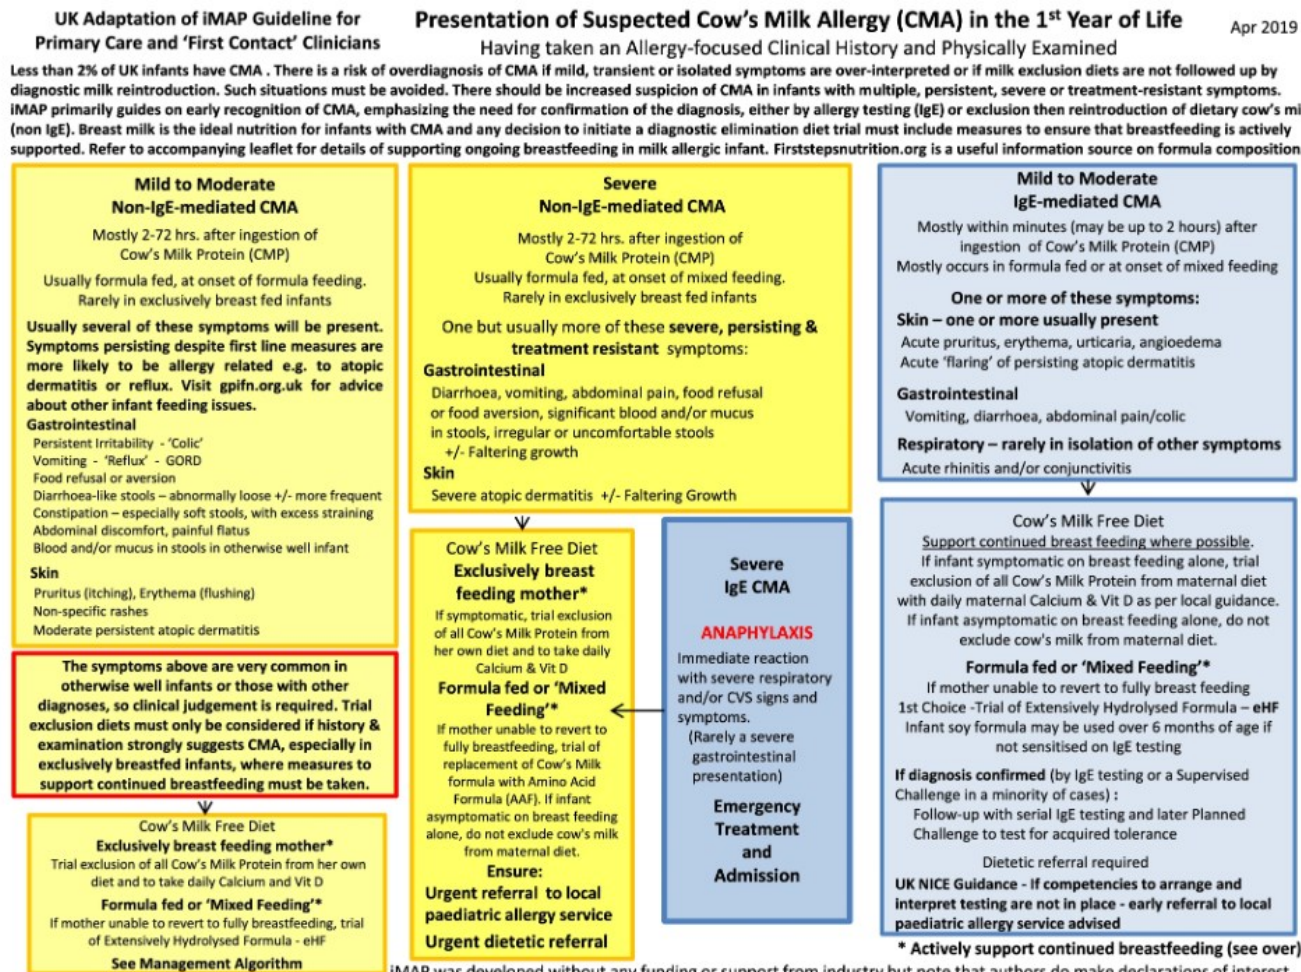 UK Adaptation of iMAP Guideline for
Primary Care and ‘First Contact’ Clinicians
Presentation of Suspected Cow’s Milk Allergy (CMA) in the 1st Year of Life
Having taken an Allergy-focused Clinical History and Physically Examined
Apr 2019
Less than 2% of UK infants have CMA . There is a risk of overdiagnosis of CMA if mild, transient or isolated symptoms are over-interpreted or if milk exclusion diets are not followed up by
diagnostic milk reintroduction. Such situations must be avoided. There should be increased suspicion of CMA in infants with multiple, persistent, severe or treatment-resistant symptoms.
iMAP primarily guides on early recognition of CMA, emphasizing the need for confirmation of the diagnosis, either by allergy testing (IgE) or exclusion then reintroduction of dietary cow’s mi
(non IgE). Breast milk is the ideal nutrition for infants with CMA and any decision to initiate a diagnostic elimination diet trial must include measures to ensure that breastfeeding is actively
supported. Refer to accompanying leaflet for details of supporting ongoing breastfeeding in milk allergic infant. Firststepsnutrition.org is a useful information source on formula composition
Mild to Moderate
Non-IgE-mediated CMA
Mostly 2-72 hrs. after ingestion of
Cow’s Milk Protein (CMP)
Usually formula fed, at onset of formula feeding.
Rarely in exclusively breast fed infants
Usually several of these symptoms will be present.
Symptoms persisting despite first line measures are
more likely to be allergy related e.g. to atopic
dermatitis or reflux. Visit gpifn.org.uk for advice
about other infant feeding issues.
Gastrointestinal
Persistent Irritability - ‘Colic’
Vomiting - ‘Reflux’ - GORD
Food refusal or aversion
Diarrhoea-like stools – abnormally loose +/- more frequent
Constipation – especially soft stools, with excess straining
Abdominal discomfort, painful flatus
Blood and/or mucus in stools in otherwise well infant
Skin
Pruritus (itching), Erythema (flushing)
Non-specific rashes
Moderate persistent atopic dermatitis
The symptoms above are very common in
otherwise well infants or those with other
diagnoses, so clinical judgement is required. Trial
exclusion diets must only be considered if history &
examination strongly suggests CMA, especially in
exclusively breastfed infants, where measures to
support continued breastfeeding must be taken.
Cow’s Milk Free Diet
Exclusively breast feeding mother*
Trial exclusion of all Cow’s Milk Protein from her own
diet and to take daily Calcium and Vit D
Formula fed or ‘Mixed Feeding’*
If mother unable to revert to fully breastfeeding, trial
of Extensively Hydrolysed Formula - eHF
See Management Algorithm
Severe
Non-IgE-mediated CMA
Mostly 2-72 hrs. after ingestion of
Cow’s Milk Protein (CMP)
Usually formula fed, at onset of mixed feeding.
Rarely in exclusively breast fed infants
One but usually more of these severe, persisting &
treatment resistant symptoms:
Gastrointestinal
Diarrhoea, vomiting, abdominal pain, food refusal
or food aversion, significant blood and/or mucus
in stools, irregular or uncomfortable stools
+/- Faltering growth
Skin
Severe atopic dermatitis +/- Faltering Growth
Cow’s Milk Free Diet
Exclusively breast
feeding mother*
If symptomatic, trial exclusion
of all Cow’s Milk Protein from
her own diet and to take daily
Calcium & Vit D
Formula fed or ‘Mixed
Feeding’*
If mother unable to revert to
fully breastfeeding, trial of
replacement of Cow’s Milk
formula with Amino Acid
Formula (AAF). If infant
asymptomatic on breast feeding
alone, do not exclude cow’s milk
from maternal diet.
Ensure:
Urgent referral to local
paediatric allergy service
Urgent dietetic referral
Severe
IgE CMA
ANAPHYLAXIS
Immediate reaction
with severe respiratory
and/or CVS signs and
symptoms.
(Rarely a severe
gastrointestinal
presentation)
Emergency
Treatment
and
Admission
Mild to Moderate
IgE-mediated CMA
Mostly within minutes (may be up to 2 hours) after
ingestion of Cow’s Milk Protein (CMP)
Mostly occurs in formula fed or at onset of mixed feeding
One or more of these symptoms:
Skin – one or more usually present
Acute pruritus, erythema, urticaria, angioedema
Acute ‘flaring’ of persisting atopic dermatitis
Gastrointestinal
Vomiting, diarrhoea, abdominal pain/colic
Respiratory – rarely in isolation of other symptoms
Acute rhinitis and/or conjunctivitis
Cow’s Milk Free Diet
Support continued breast feeding where possible.
If infant symptomatic on breast feeding alone, trial
exclusion of all Cow’s Milk Protein from maternal diet
with daily maternal Calcium & Vit D as per local guidance.
If infant asymptomatic on breast feeding alone, do not
exclude cow’s milk from maternal diet.
Formula fed or ‘Mixed Feeding’*
If mother unable to revert to fully breast feeding
1st Choice -Trial of Extensively Hydrolysed Formula – eHF
Infant soy formula may be used over 6 months of age if
not sensitised on IgE testing
If diagnosis confirmed (by IgE testing or a Supervised
Challenge in a minority of cases) :
Follow-up with serial IgE testing and later Planned
Challenge to test for acquired tolerance
Dietetic referral required
UK NICE Guidance - If competencies to arrange and
interpret testing are not in place - early referral to local
paediatric allergy service advised
* Actively support continued breastfeeding (see over)
iMAP was developed without any funding or support from industry but note that authors do make declarations of interest